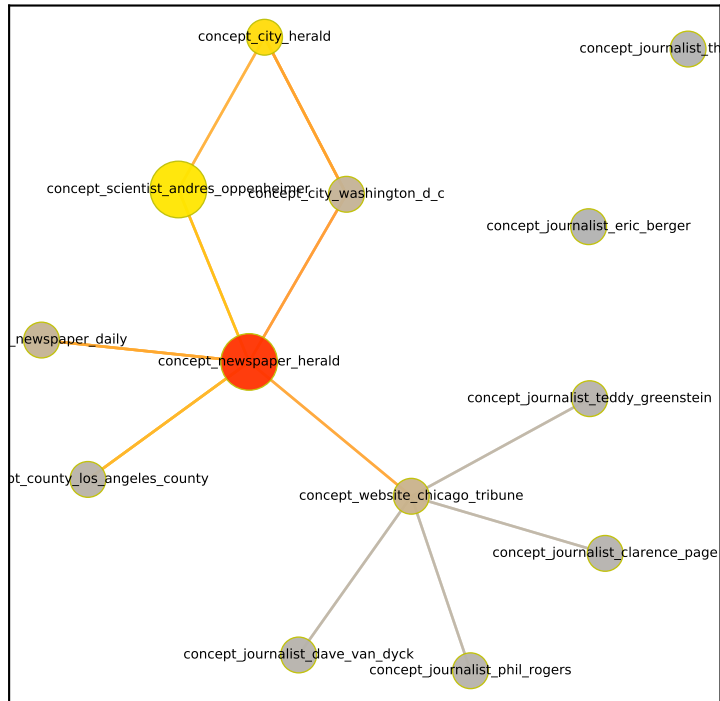 concept_city_herald
concept_journalist_th
concept_scientist_andres_oppenheimer
concept_city_washington_d_c
concept_journalist_eric_berger
_newspaper_daily
concept_newspaper_herald
concept_journalist_teddy_greenstein
pt_county_los_angeles_county
concept_website_chicago_tribune
concept_journalist_clarence_page
concept_journalist_dave_van_dyck
concept_journalist_phil_rogers